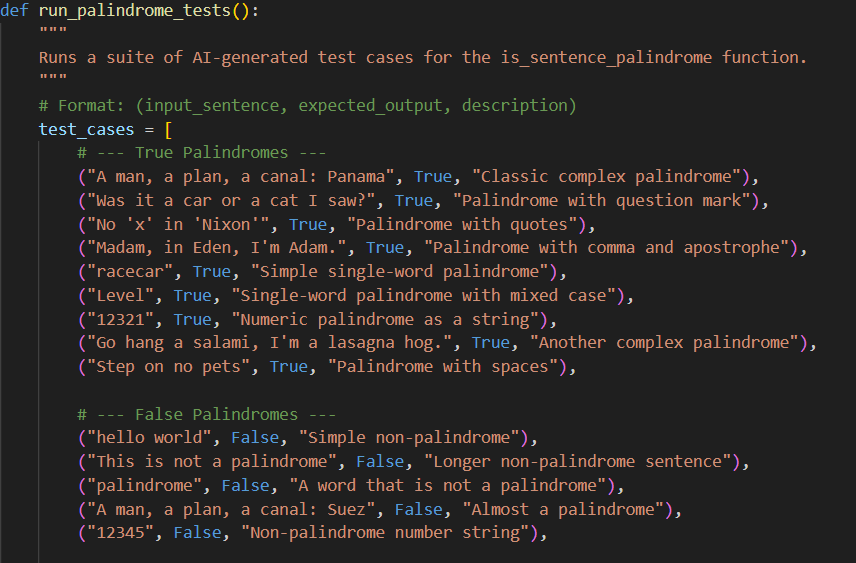 def run_palindrome_tests():
    """
    Runs a suite of AI-generated test cases for the is_sentence_palindrome function.
    """
    # Format: (input_sentence, expected_output, description)
    test_cases = [
        # --- True Palindromes ---
        ("A man, a plan, a canal: Panama", True, "Classic complex palindrome"),
        ("Was it a car or a cat I saw?", True, "Palindrome with question mark"),
        ("No 'x' in 'Nixon'", True, "Palindrome with quotes"),
        ("Madam, in Eden, I'm Adam.", True, "Palindrome with comma and apostrophe"),
        ("racecar", True, "Simple single-word palindrome"),
        ("Level", True, "Single-word palindrome with mixed case"),
        ("12321", True, "Numeric palindrome as a string"),
        ("Go hang a salami, I'm a lasagna hog.", True, "Another complex palindrome"),
        ("Step on no pets", True, "Palindrome with spaces"),

        # --- False Palindromes ---
        ("hello world", False, "Simple non-palindrome"),
        ("This is not a palindrome", False, "Longer non-palindrome sentence"),
        ("palindrome", False, "A word that is not a palindrome"),
        ("A man, a plan, a canal: Suez", False, "Almost a palindrome"),
        ("12345", False, "Non-palindrome number string"),